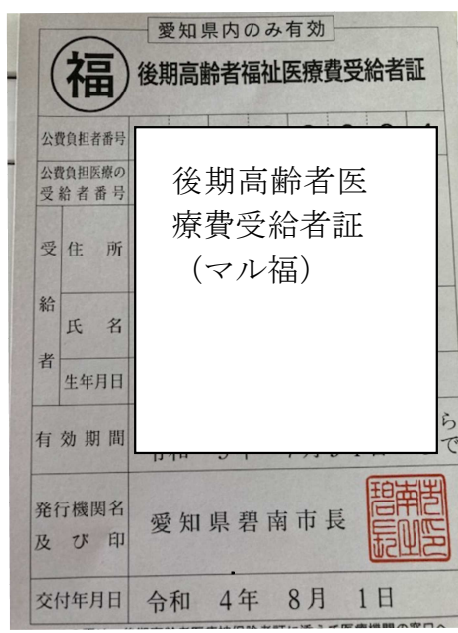 愛知県内のみ有効
福
後期高齢者福祉医療費受給者証
公費負担者番号
公費負担医療の
受給者番号
後期高齢者医
療費受給者証
（マル福）
受給者
住所
氏名
生年月日
有効期間
ら
で
発行機関名
及び印
愛知県碧南市長
交付年月日
令和 4年 8月 1日